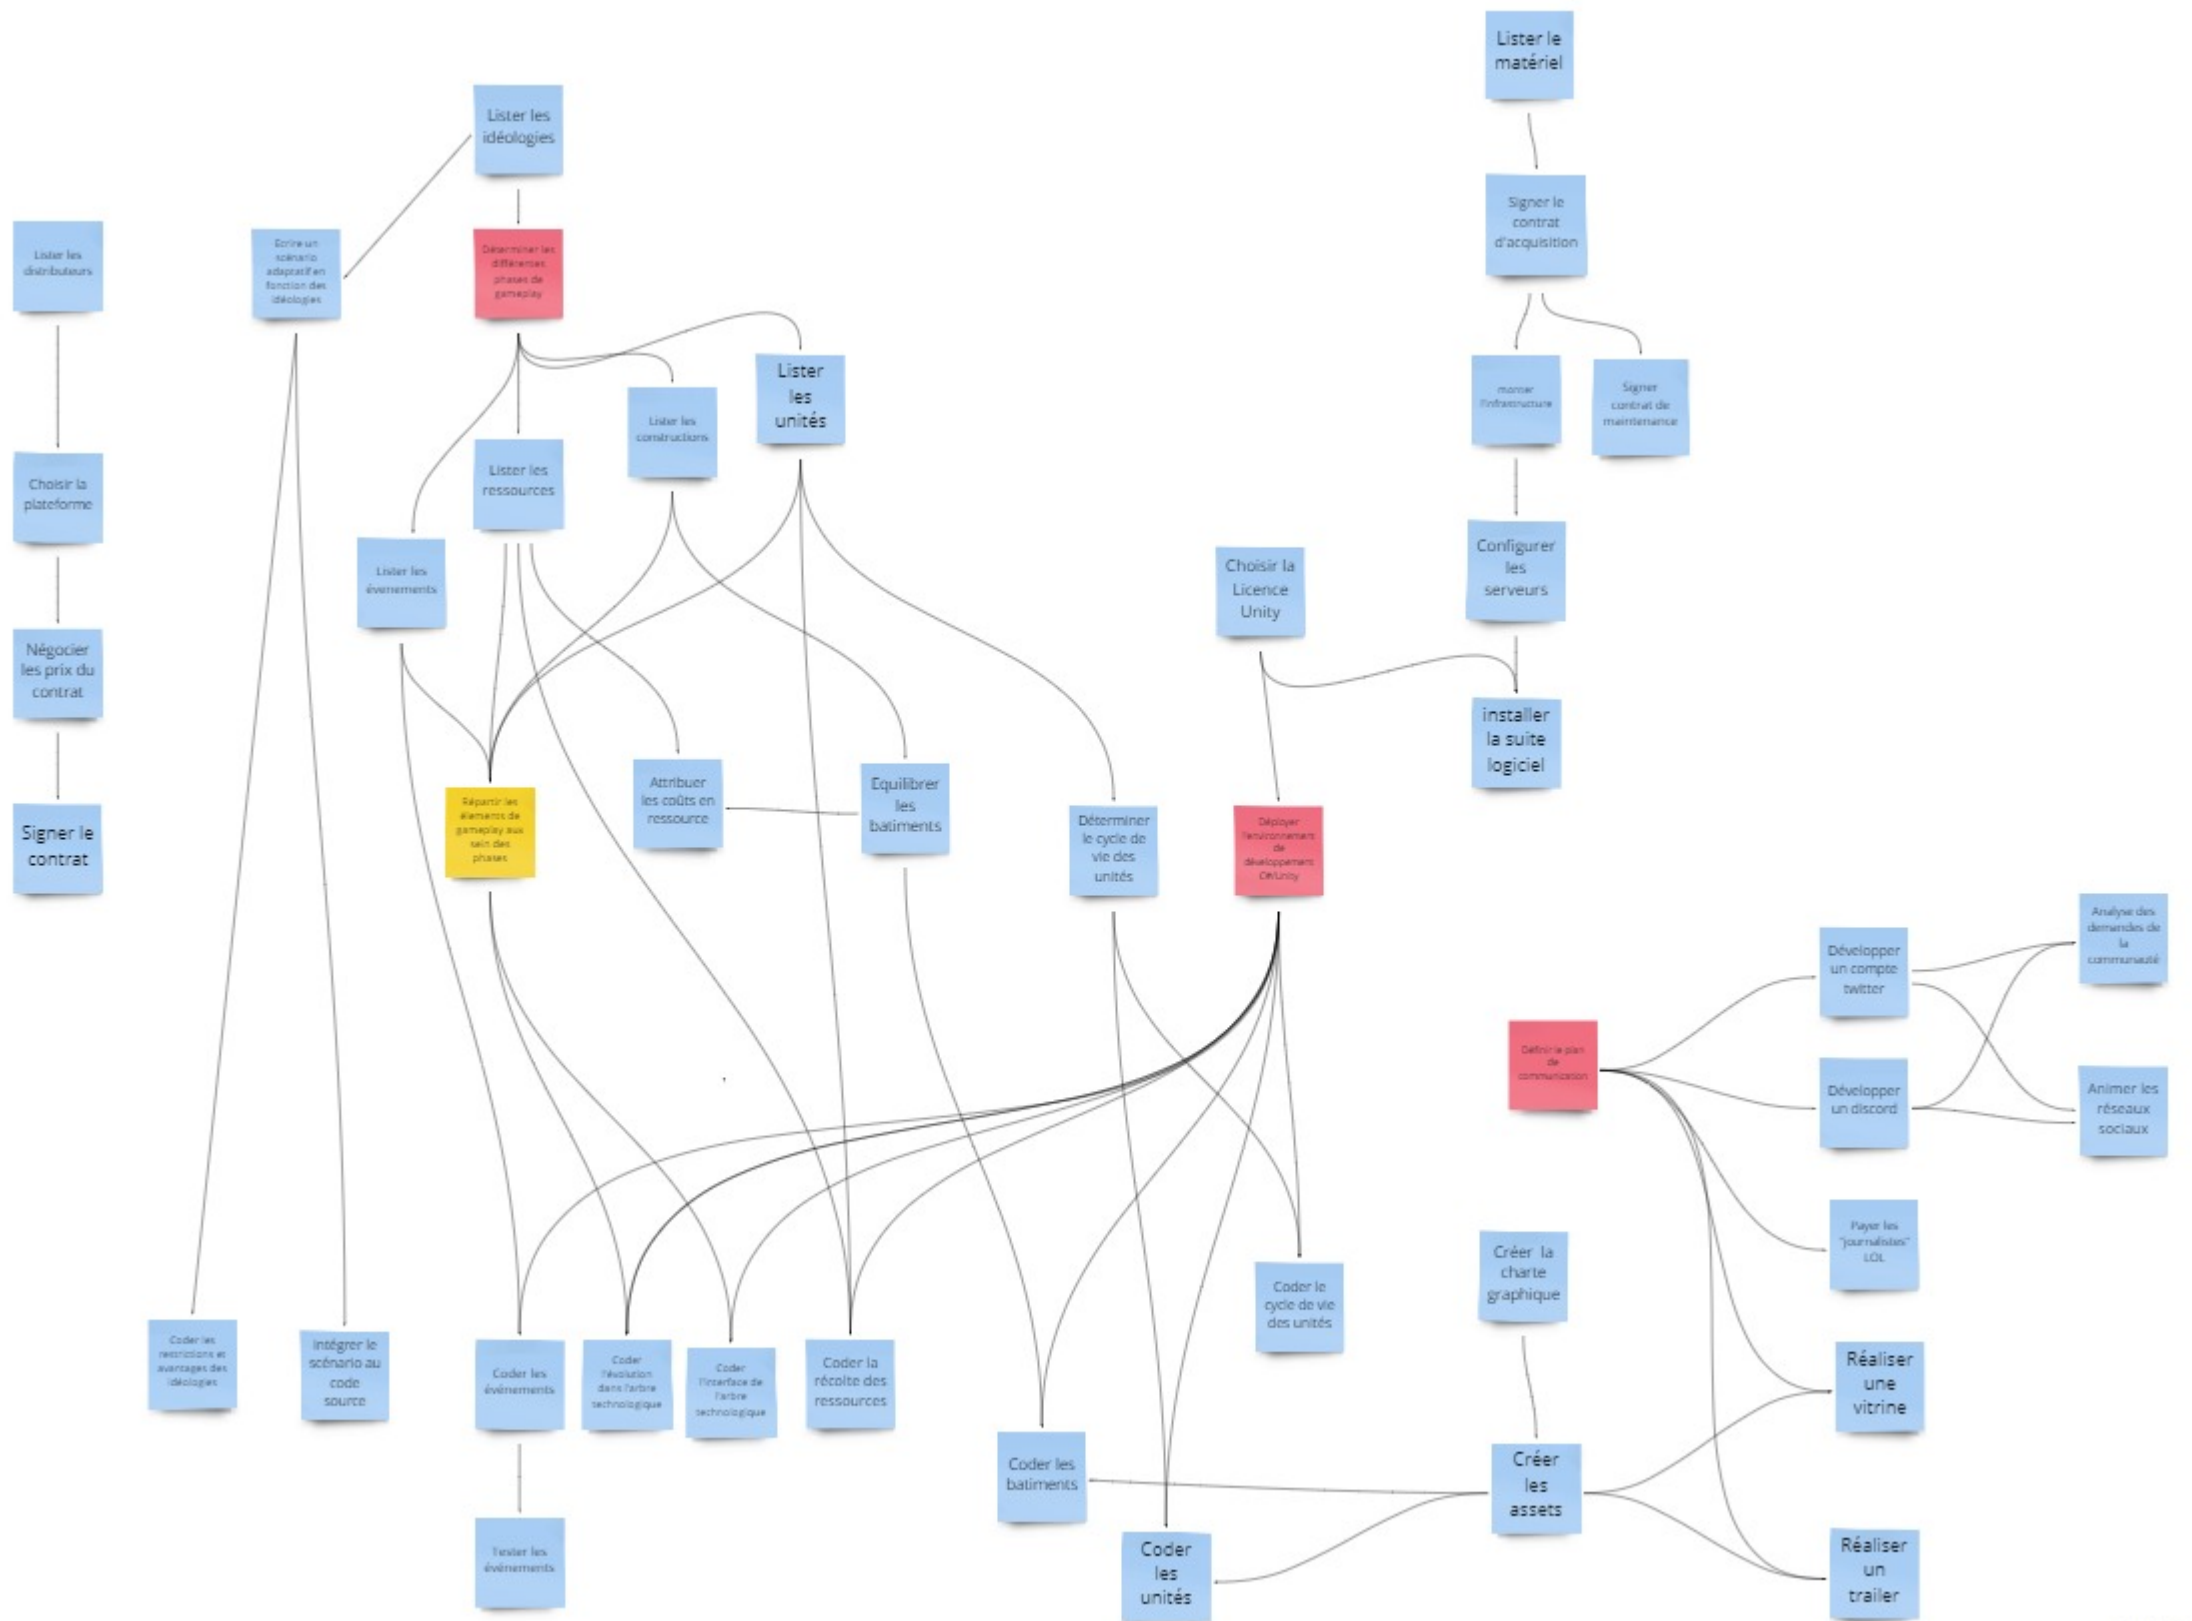 Lister le
matériel
Lister les
idéologies
Signer le
contrat
d'acquisition
Lister les
distributeurs
Ecrire un
scénario
adaptatif en
fonction des
idéologies
Déterminer les
différentes
phases de
gameplay
Lister
les
unités
monter
l'infrastructure
Signer
contrat de
maintenance
Lister les
constructions
Lister les
ressources
Choisir la
plateforme
Lister les
évenements
Choisir la
Licence
Unity
Configurer
les
serveurs
Négocier
les prix du
contrat
installer
la suite
logiciel
Signer le
contrat
Répartir les
élements de
gameplay aux
sein des
phases
Attribuer
les coûts en
ressource
Equilibrer
les
batiments
Déterminer
le cycle de
vie des
unités
Déployer
l'environnement
de
développement
C#/Unity
Développer
un compte
twitter
Analyse des
demandes de
la
communauté
Définir le plan
de
communication
Développer
un discord
Animer les
réseaux
sociaux
Payer les
"journalistes"
LOL
Créer la
charte
graphique
Coder le
cycle de vie
des unités
Coder les
restrictions et
avantages des
idéologies
Intégrer le
scénario au
code
source
Coder les
événements
Coder
l'évolution
dans l'arbre
technologique
Coder
l'interface de
l'arbre
technologique
Coder la
récolte des
ressources
Réaliser
une
vitrine
Coder les
batiments
Créer
les
assets
Tester les
événements
Coder
les
unités
Réaliser
un
trailer